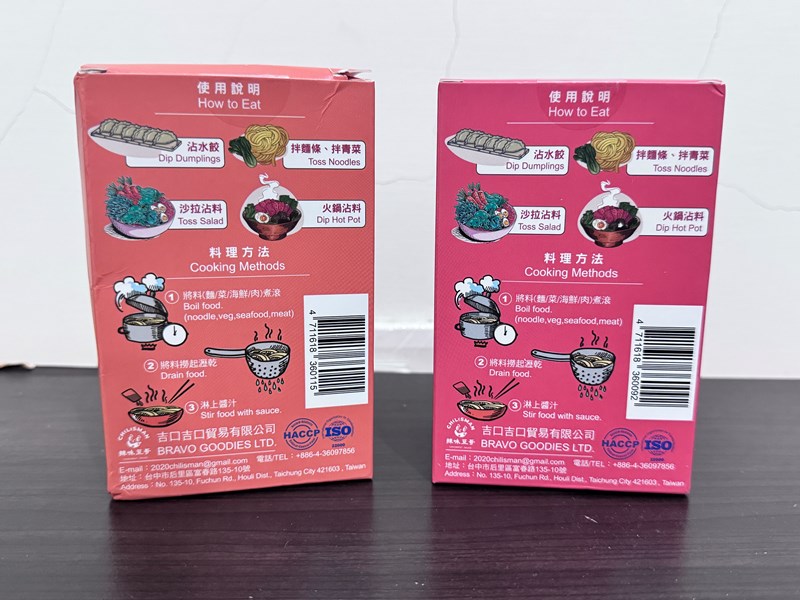 使用說明
How to Eat
沾水餃
Dip Dumplings
拌麵條、拌青菜
Toss Noodles
沙拉沾料
Toss Salad
火鍋沾料
Dip Hot Pot
料理方法
Cooking Methods
1 將料(麵/菜/海鮮/肉)煮滾
Boil food.
(noodle,veg,seafood,meat)
2 將料撈起瀝乾
Drain food.
3 淋上醬汁
Stir food with sauce.
4 711618 360115
CHILISMAN
吉口吉口貿易有限公司
BRAVO GOODIES LTD.
HACCP
ISO
22000
E-mail：2020chilisman@gmail.com 電話/TEL：+886-4-36097856
地址：台中市后里區富春路135-10號
Address：No. 135-10, Fuchun Rd., Houli Dist., Taichung City 421603 , Taiwan
使用說明
How to Eat
沾水餃
Dip Dumplings
拌麵條、拌青菜
Toss Noodles
沙拉沾料
Toss Salad
火鍋沾料
Dip Hot Pot
料理方法
Cooking Methods
1 將料(麵/菜/海鮮/肉)煮滾
Boil food.
(noodle,veg,seafood,meat)
2 將料撈起瀝乾
Drain food.
3 淋上醬汁
Stir food with sauce.
4 711618 360092
CHILISMAN
吉口吉口貿易有限公司
BRAVO GOODIES LTD.
HACCP
ISO
E-mail：2020chilisman@gmail.com 電話/TEL：+886-4-36097856
地址：台中市后里區富春路135-10號
Address：No. 135-10, Fuchun Rd., Houli Dist., Taichung City 421603 , Taiwan